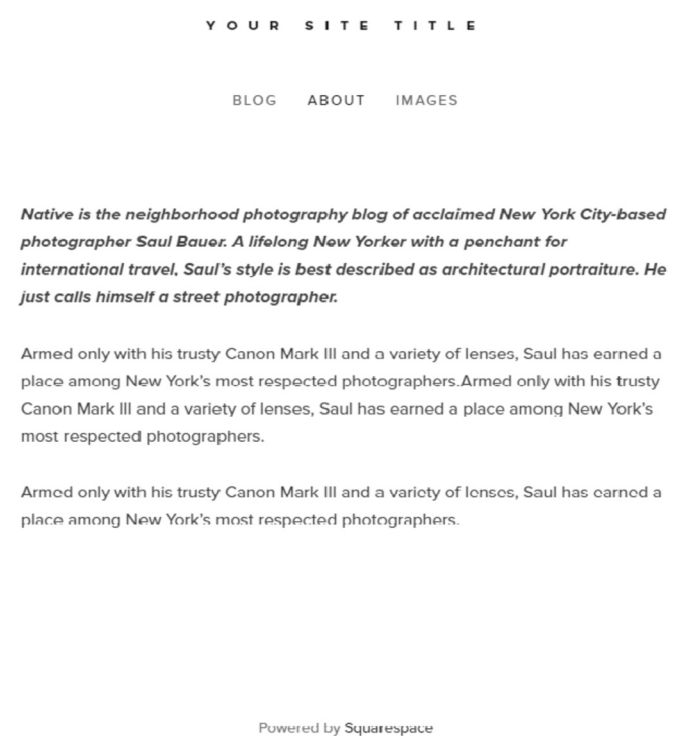 YOUR SITE TITLE
BLOG ABOUT IMAGES
Native is the neighborhood photography blog of acclaimed New York City-based
photographer Saul Bauer. A lifelong New Yorker with a penchant for
international travel, Saul's style is best described as architectural portraiture. He
just calls himself a street photographer.
Armed only with his trusty Canon Mark III and a variety of lenses, Saul has earned a
place among New York's most respected photographers.Armed only with his trusty
Canon Mark III and a variety of lenses, Saul has earned a place among New York's
most respected photographers.
Armed only with his trusty Canon Mark III and a variety of lenses, Saul has earned a
place among New York's most respected photographers.
Powered by Squarespace